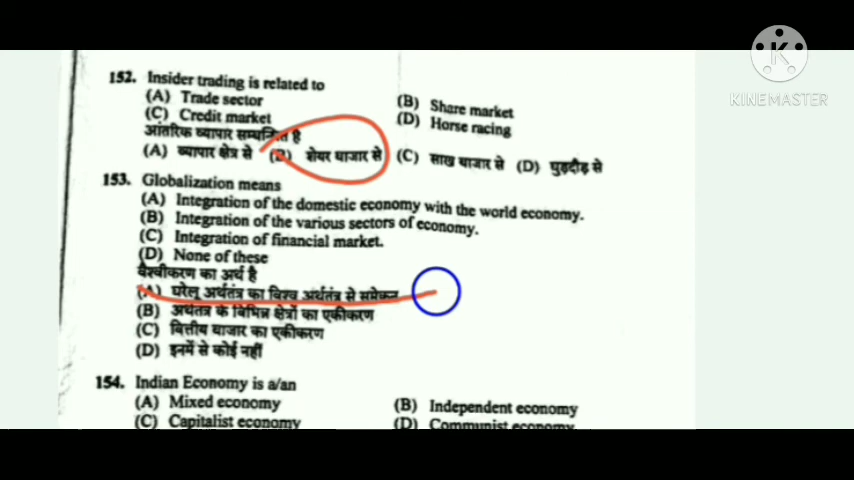 K
KINEMASTER
152. Insider trading is related to
(A) Trade sector (B) Share market
(C) Credit market (D) Horse racing
आंतरिक व्यापार सम्बन्धित है
(A) व्यापार क्षेत्र से (B) शेयर बाजार से (C) साख बाजार से (D) घुड़दौड़ से
153. Globalization means
(A) Integration of the domestic economy with the world economy.
(B) Integration of the various sectors of economy.
(C) Integration of financial market.
(D) None of these
वैश्वीकरण का अर्थ है
(A) घरेलू अर्थतंत्र का विश्व अर्थतंत्र से समेकन
(B) अर्थतंत्र के विभिन्न क्षेत्रों का एकीकरण
(C) वित्तीय बाजार का एकीकरण
(D) इनमें से कोई नहीं
154. Indian Economy is a/an
(A) Mixed economy (B) Independent economy
(C) Capitalist economy (D) Communist economy